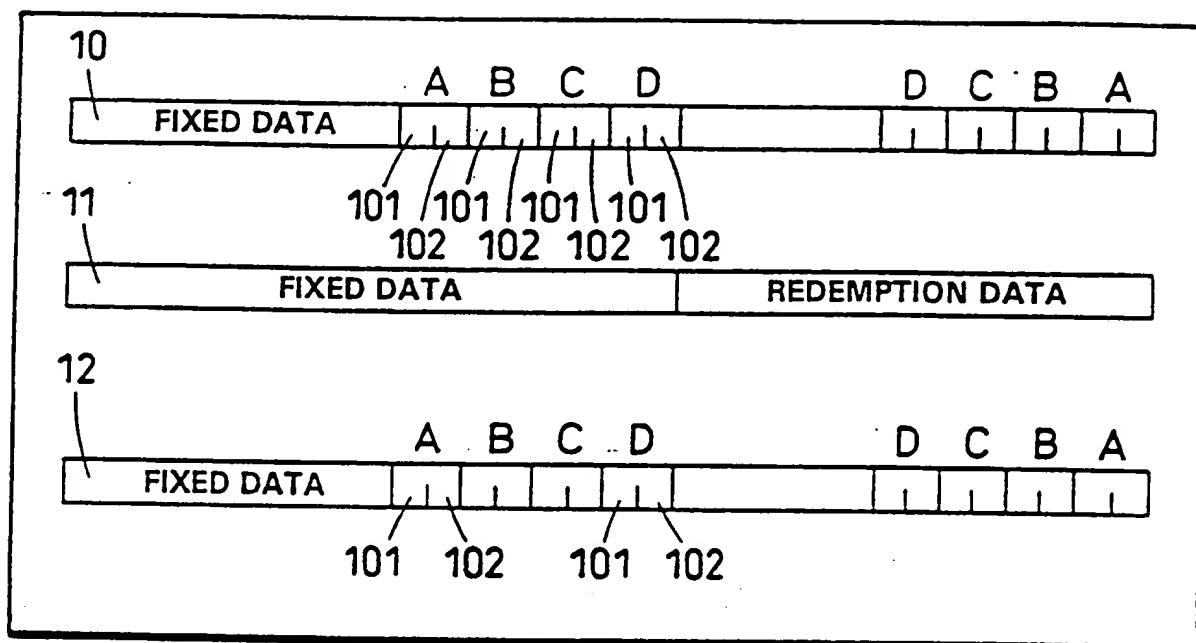 10
A B C D D C B A
FIXED DATA
101 101 101 101
102 102 102 102
11
FIXED DATA REDEMPTION DATA
12
A B C D D C B A
FIXED DATA
101 102 101 102